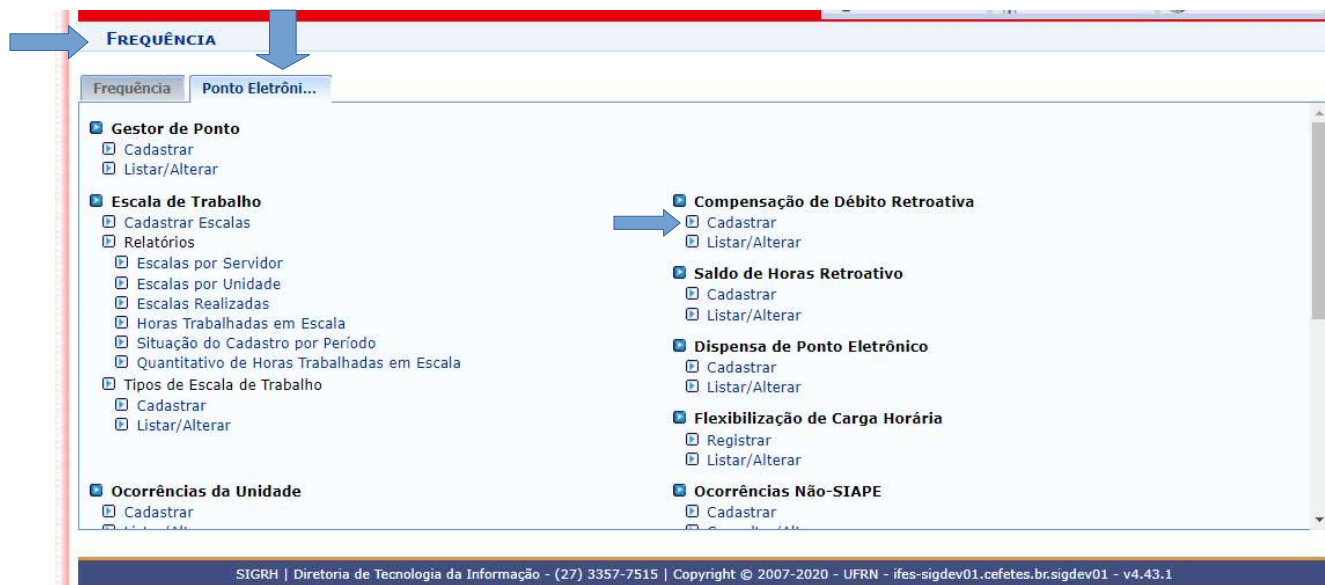 FREQUÊNCIA
Frequência
Ponto Eletrôni...
Gestor de Ponto
Cadastrar
Listar/Alterar
Escala de Trabalho
Cadastrar Escalas
Relatórios
Escalas por Servidor
Escalas por Unidade
Escalas Realizadas
Horas Trabalhadas em Escala
Situação do Cadastro por Período
Quantitativo de Horas Trabalhadas em Escala
Tipos de Escala de Trabalho
Cadastrar
Listar/Alterar
Compensação de Débito Retroativa
Cadastrar
Listar/Alterar
Saldo de Horas Retroativo
Cadastrar
Listar/Alterar
Dispensa de Ponto Eletrônico
Cadastrar
Listar/Alterar
Flexibilização de Carga Horária
Registrar
Listar/Alterar
Ocorrências da Unidade
Cadastrar
Ocorrências Não-SIAPE
Cadastrar
SIGRH | Diretoria de Tecnologia da Informação - (27) 3357-7515 | Copyright © 2007-2020 - UFRN - ifes-sigdev01.cefetes.br.sigdev01 - v4.43.1